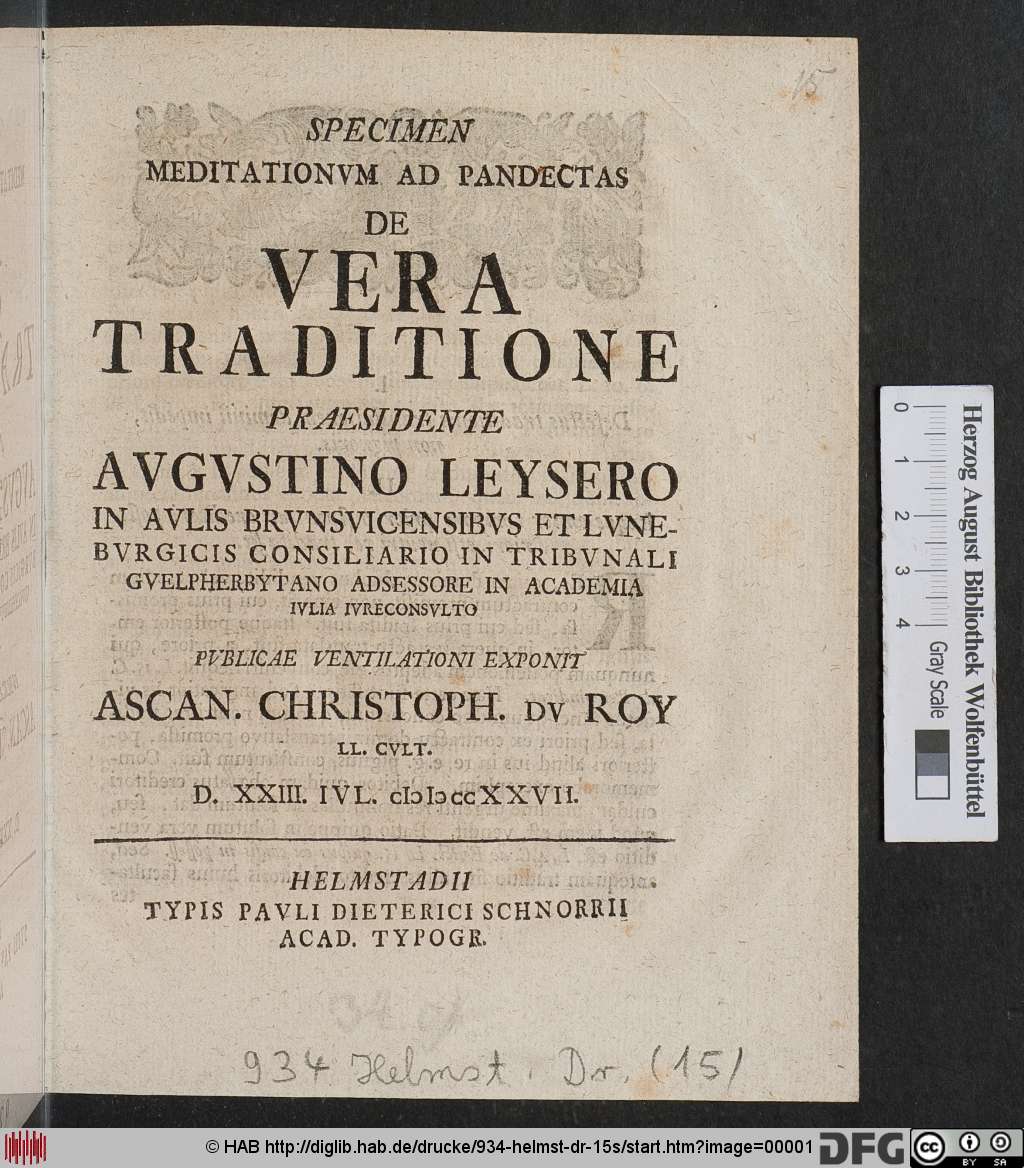 15
SPECIMEN
MEDITATIONVM AD PANDECTAS
DE
VERA
TRADITIONE
PRAESIDENTE
AVGVSTINO LEYSERO
IN AVLIS BRVNSVICENSIBVS ET LVNE-
BVRGICIS CONSILIARIO IN TRIBVNALI
GVELPHERBYTANO ADSESSORE IN ACADEMIA
IVLIA IVRECONSVLTO
PVBLICAE VENTILATIONI EXPONIT
ASCAN. CHRISTOPH. DV ROY
LL. CVLT.
D. XXIII. IVL. cIↄIↄccXXVII.
HELMSTADII
TYPIS PAVLI DIETERICI SCHNORRII
ACAD. TYPOGR.
934 Helmst. Dr. (15)
Herzog August Bibliothek Wolfenbüttel
0 1 2 3 4
Gray Scale
© HAB http://diglib.hab.de/drucke/934-helmst-dr-15s/start.htm?image=00001
DFG
cc BY SA